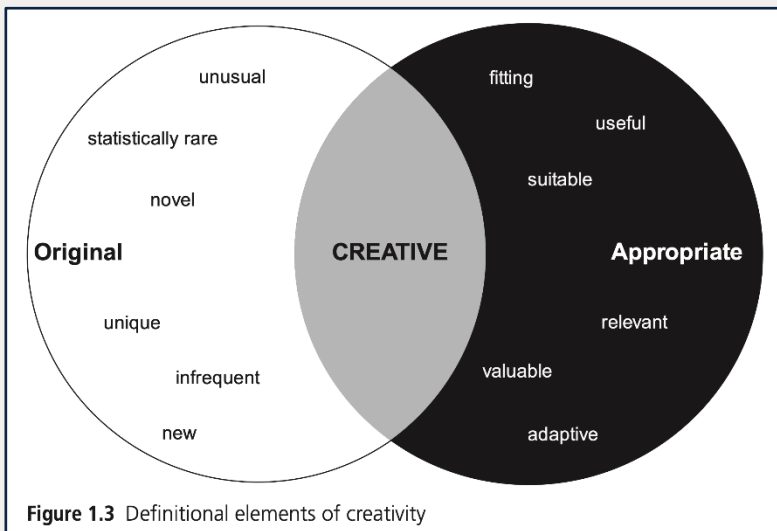 unusual
fitting
useful
statistically rare
suitable
novel
Original
CREATIVE
Appropriate
unique
relevant
infrequent
valuable
new
adaptive
Figure 1.3 Definitional elements of creativity